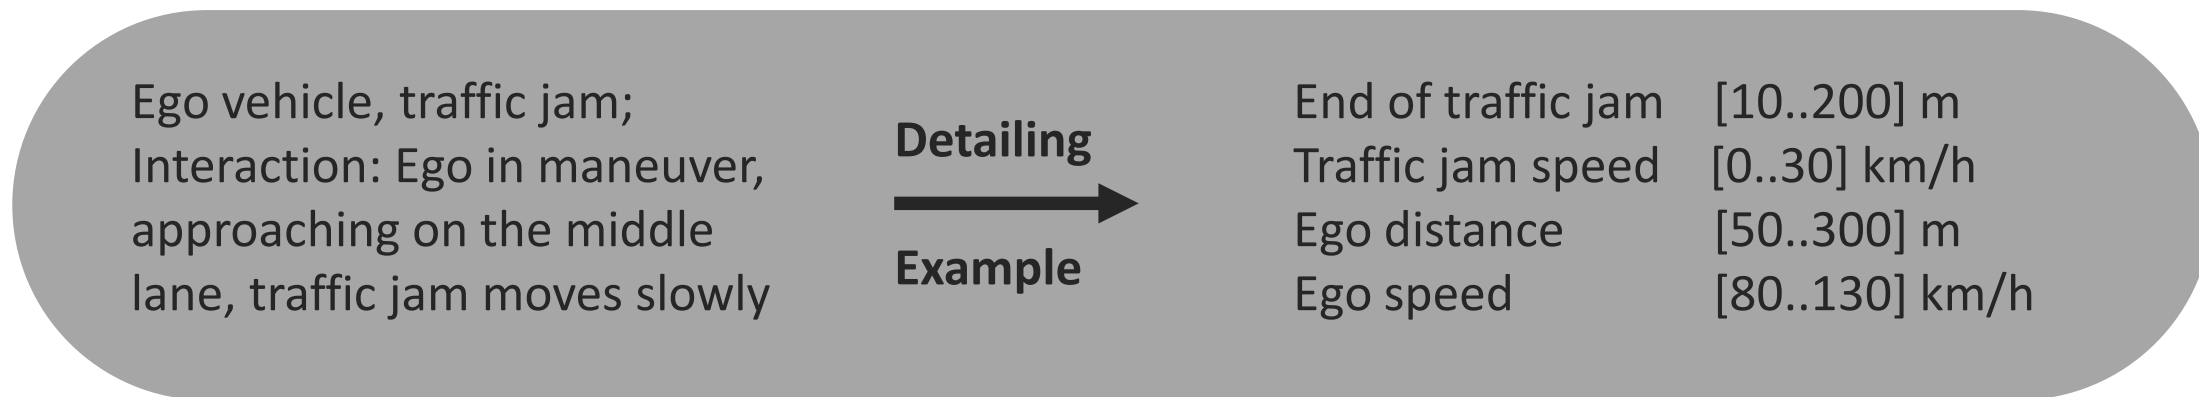 Ego vehicle, traffic jam;
Interaction: Ego in maneuver,
approaching on the middle
lane, traffic jam moves slowly
Detailing
Example
End of traffic jam [10..200] m
Traffic jam speed [0..30] km/h
Ego distance [50..300] m
Ego speed [80..130] km/h